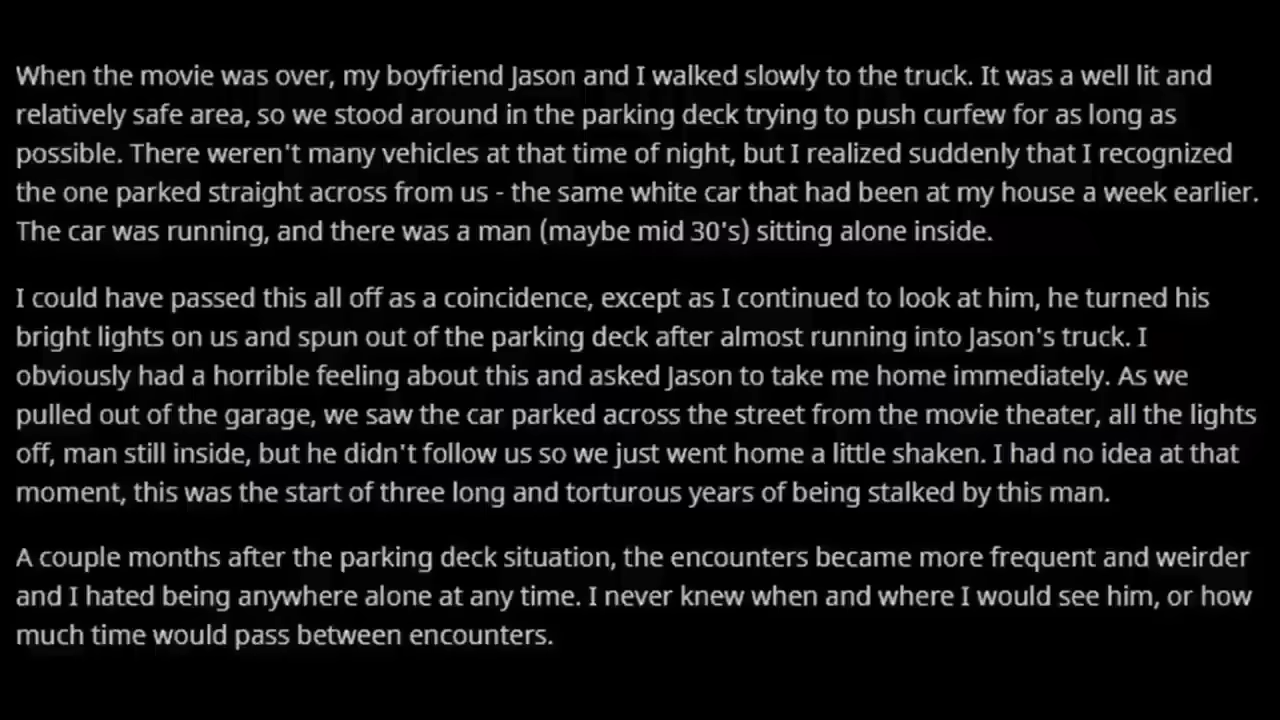 When the movie was over, my boyfriend Jason and I walked slowly to the truck. It was a well lit and
relatively safe area, so we stood around in the parking deck trying to push curfew for as long as
possible. There weren't many vehicles at that time of night, but I realized suddenly that I recognized
the one parked straight across from us - the same white car that had been at my house a week earlier.
The car was running, and there was a man (maybe mid 30's) sitting alone inside.
I could have passed this all off as a coincidence, except as I continued to look at him, he turned his
bright lights on us and spun out of the parking deck after almost running into Jason's truck. I
obviously had a horrible feeling about this and asked Jason to take me home immediately. As we
pulled out of the garage, we saw the car parked across the street from the movie theater, all the lights
off, man still inside, but he didn't follow us so we just went home a little shaken. I had no idea at that
moment, this was the start of three long and torturous years of being stalked by this man.
A couple months after the parking deck situation, the encounters became more frequent and weirder
and I hated being anywhere alone at any time. I never knew when and where I would see him, or how
much time would pass between encounters.